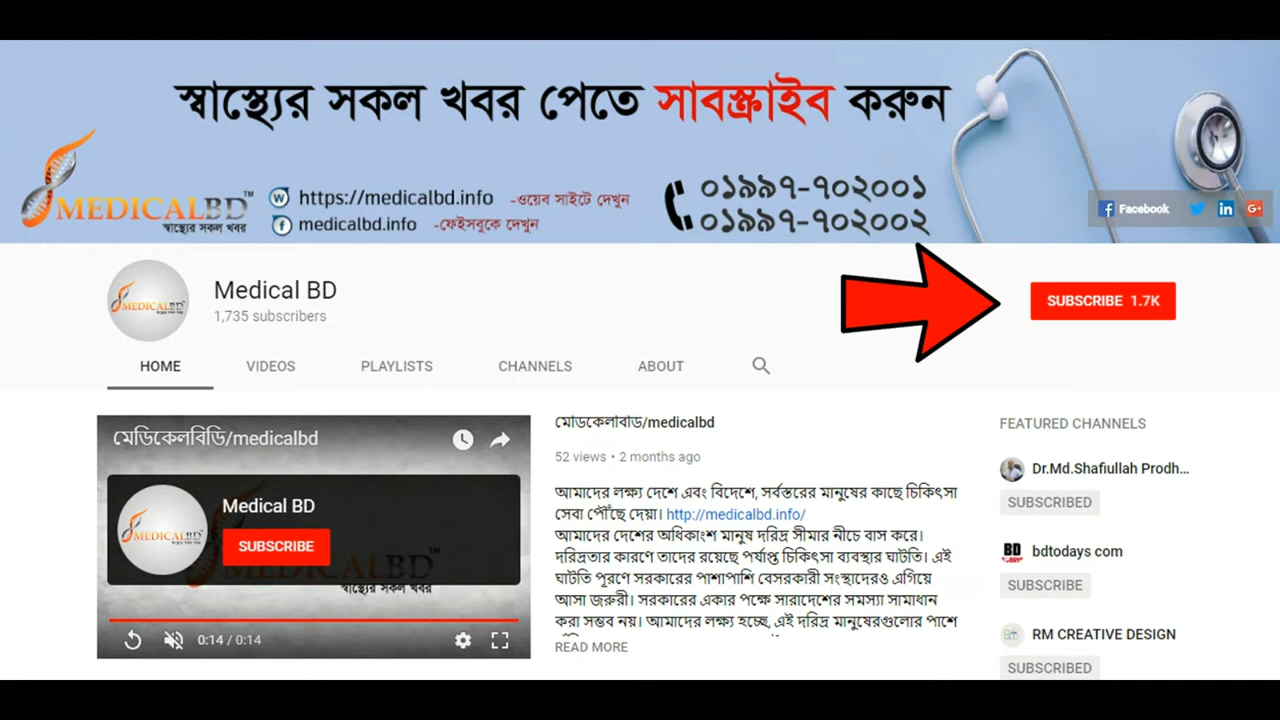 স্বাস্থ্যের সকল খবর পেতে সাবস্ক্রাইব করুন
MEDICALBD™
স্বাস্থ্যের সকল খবর
https://medicalbd.info -ওয়েব সাইটে দেখুন
medicalbd.info -ফেইসবুকে দেখুন
০১৯৯৭-৭০২০০১
০১৯৯৭-৭০২০০২
Facebook
Medical BD
1,735 subscribers
SUBSCRIBE 1.7K
HOME VIDEOS PLAYLISTS CHANNELS ABOUT
মেডিকেলবিডি/medicalbd
Medical BD
SUBSCRIBE
স্বাস্থ্যের সকল খবর
0:14 / 0:14
মেডিকেলবিডি/medicalbd
52 views • 2 months ago
আমাদের লক্ষ্য দেশে এবং বিদেশে, সর্বস্তরের মানুষের কাছে চিকিৎসা
সেবা পৌঁছে দেয়া। http://medicalbd.info/
আমাদের দেশের অধিকাংশ মানুষ দরিদ্র সীমার নীচে বাস করে।
দরিদ্রতার কারণে তাদের রয়েছে পর্যাপ্ত চিকিৎসা ব্যবস্থার ঘাটতি। এই
ঘাটতি পূরণে সরকারের পাশাপাশি বেসরকারী সংস্থাদেরও এগিয়ে
আসা জরুরী। সরকারের একার পক্ষে সারাদেশের সমস্যা সামাধান
করা সম্ভব নয়। আমাদের লক্ষ্য হচ্ছে, এই দরিদ্র মানুষেরগুলোর পাশে
READ MORE
FEATURED CHANNELS
Dr.Md.Shafiullah Prodh...
SUBSCRIBED
bdtodays com
SUBSCRIBED
RM CREATIVE DESIGN
SUBSCRIBED